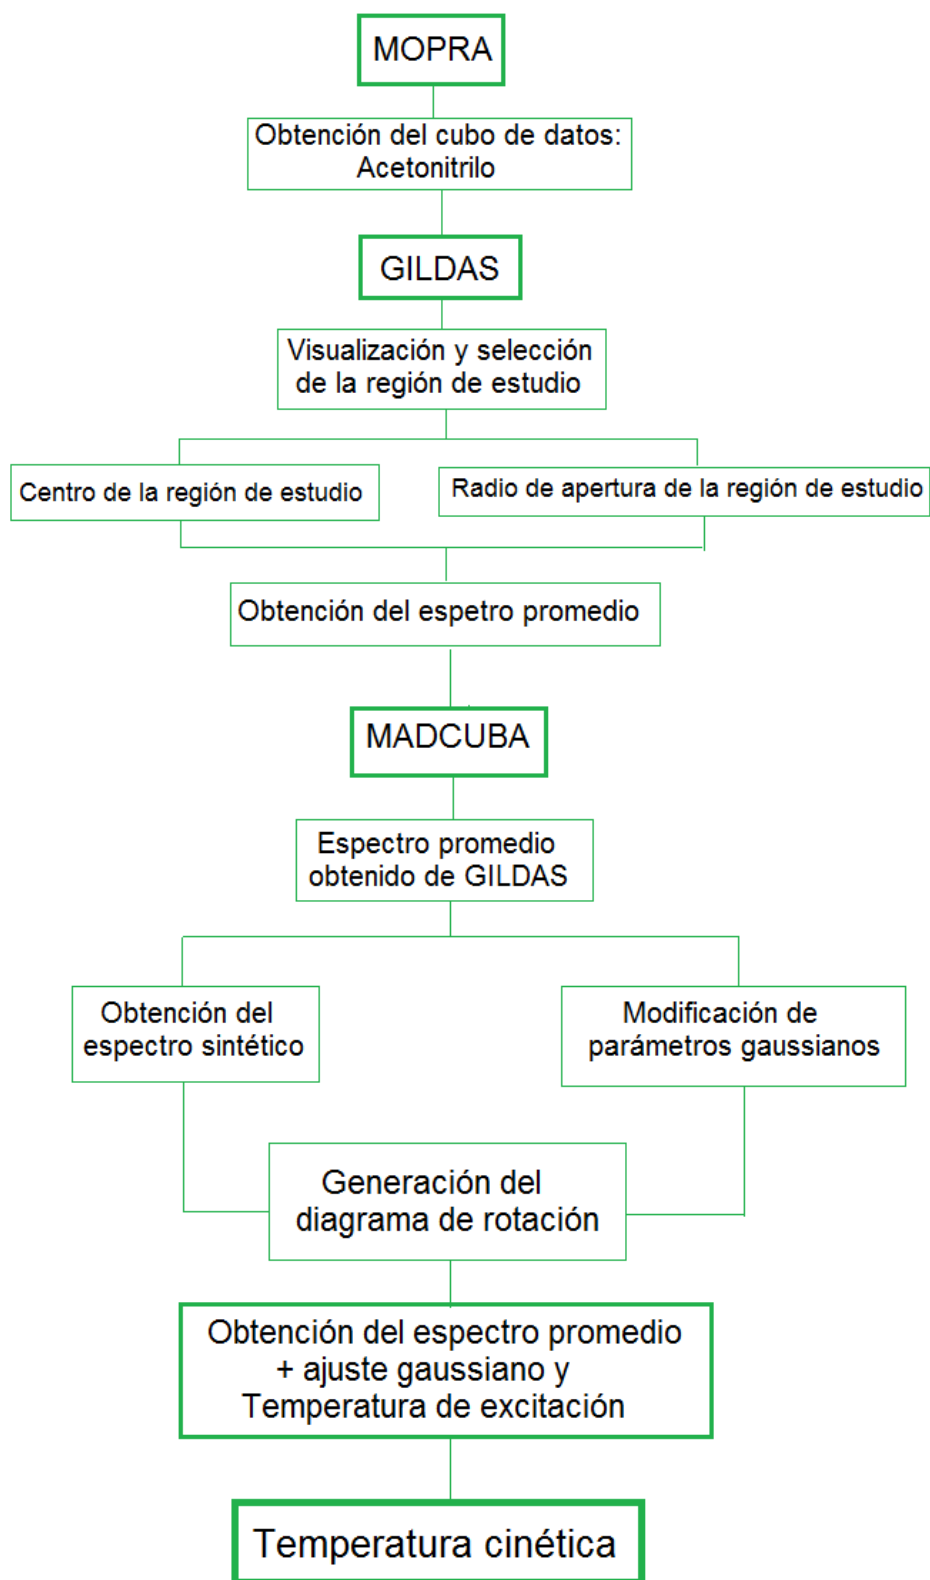 MOPRA
Obtención del cubo de datos:
Acetonitrilo
GILDAS
Visualización y selección
de la región de estudio
Centro de la región de estudio
Radio de apertura de la región de estudio
Obtención del espetro promedio
MADCUBA
Espectro promedio
obtenido de GILDAS
Obtención del
espectro sintético
Modificación de
parámetros gaussianos
Generación del
diagrama de rotación
Obtención del espectro promedio
+ ajuste gaussiano y
Temperatura de excitación
Temperatura cinética